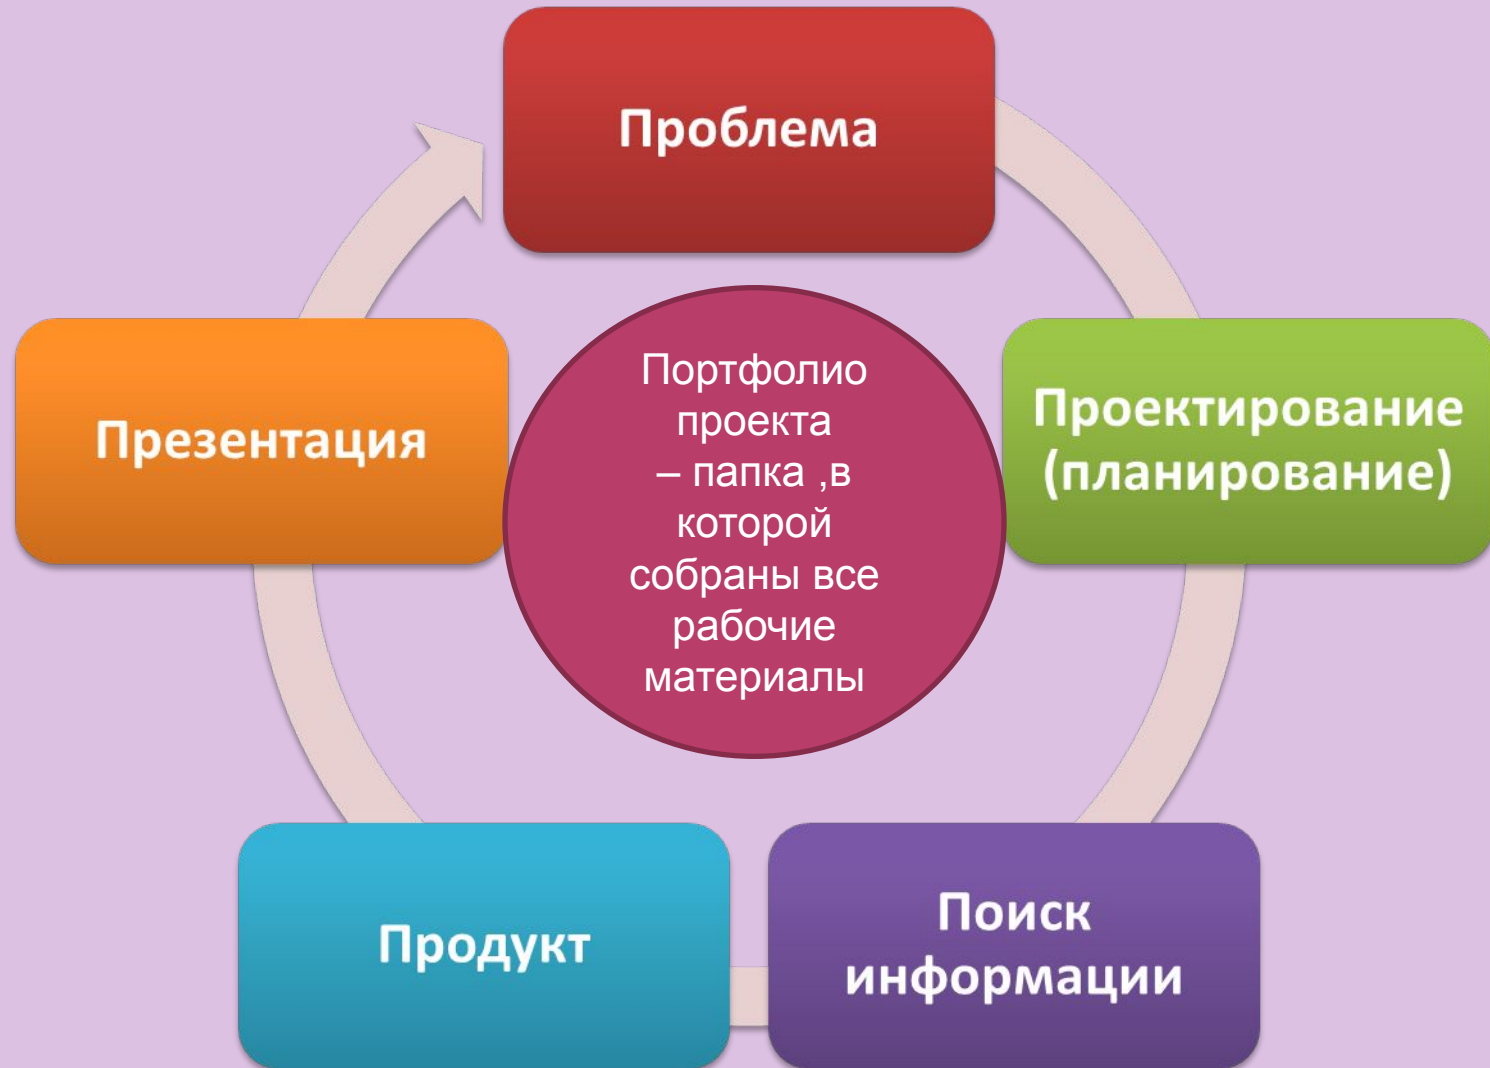 Проблема
Проектирование
(планирование)
Поиск
информации
Продукт
Презентация
Портфолио
проекта
– папка ,в
которой
собраны все
рабочие
материалы